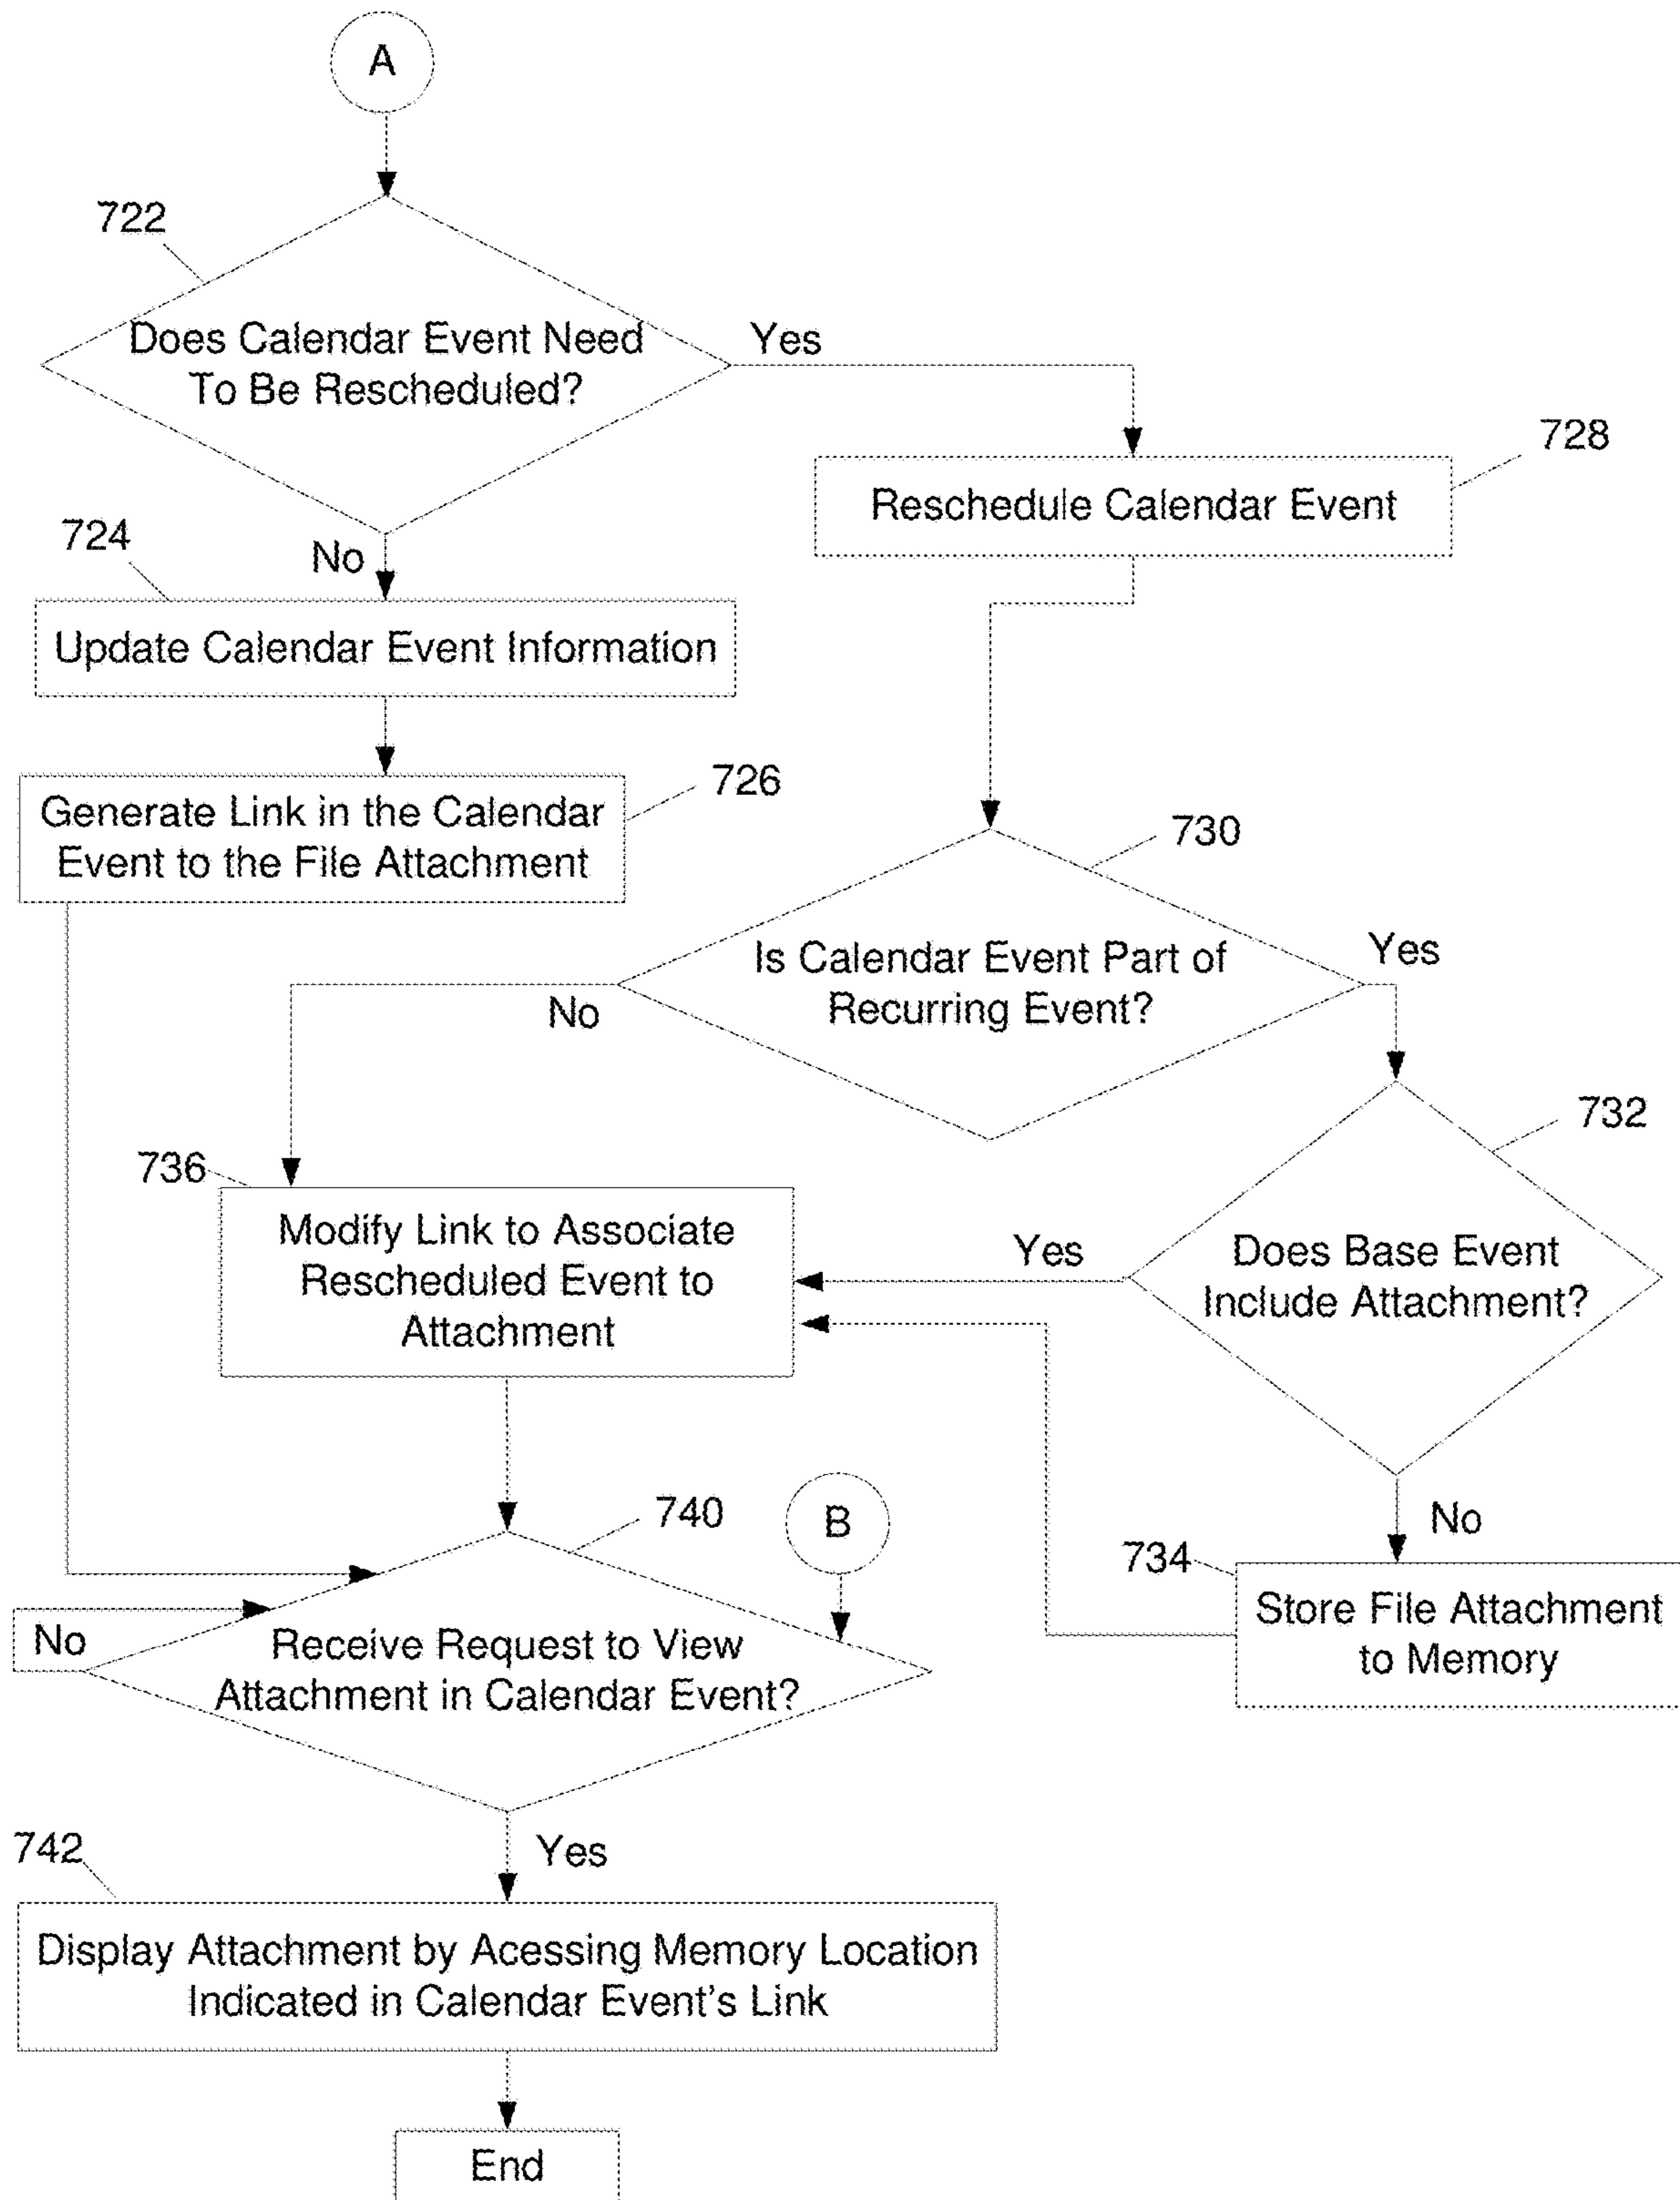 A
722
Does Calendar Event Need
To Be Rescheduled?
Yes
728
Reschedule Calendar Event
No
724
Update Calendar Event Information
726
Generate Link in the Calendar
Event to the File Attachment
730
Is Calendar Event Part of
Recurring Event?
Yes
No
732
Does Base Event
Include Attachment?
Yes
736
Modify Link to Associate
Rescheduled Event to
Attachment
No
734
Store File Attachment
to Memory
740
B
No
Receive Request to View
Attachment in Calendar Event?
Yes
742
Display Attachment by Acessing Memory Location
Indicated in Calendar Event's Link
End